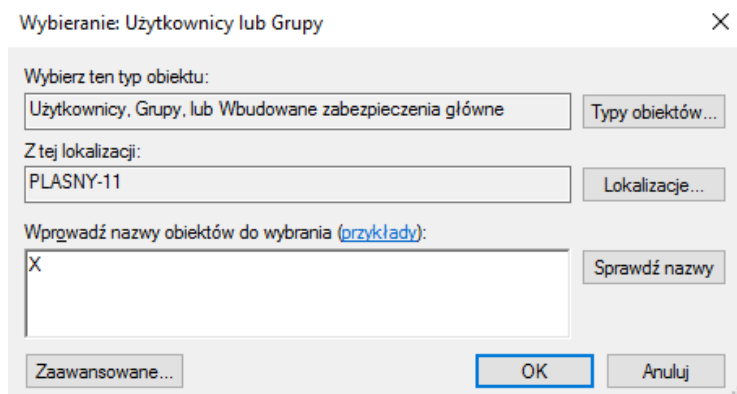 Wybieranie: Użytkownicy lub Grupy
Wybierz ten typ obiektu:
Użytkownicy, Grupy, lub Wbudowane zabezpieczenia główne
Typy obiektów...
Z tej lokalizacji:
PLASNY-11
Lokalizacje...
Wprowadź nazwy obiektów do wybrania (przykłady):
X
Sprawdź nazwy
Zaawansowane...
OK
Anuluj